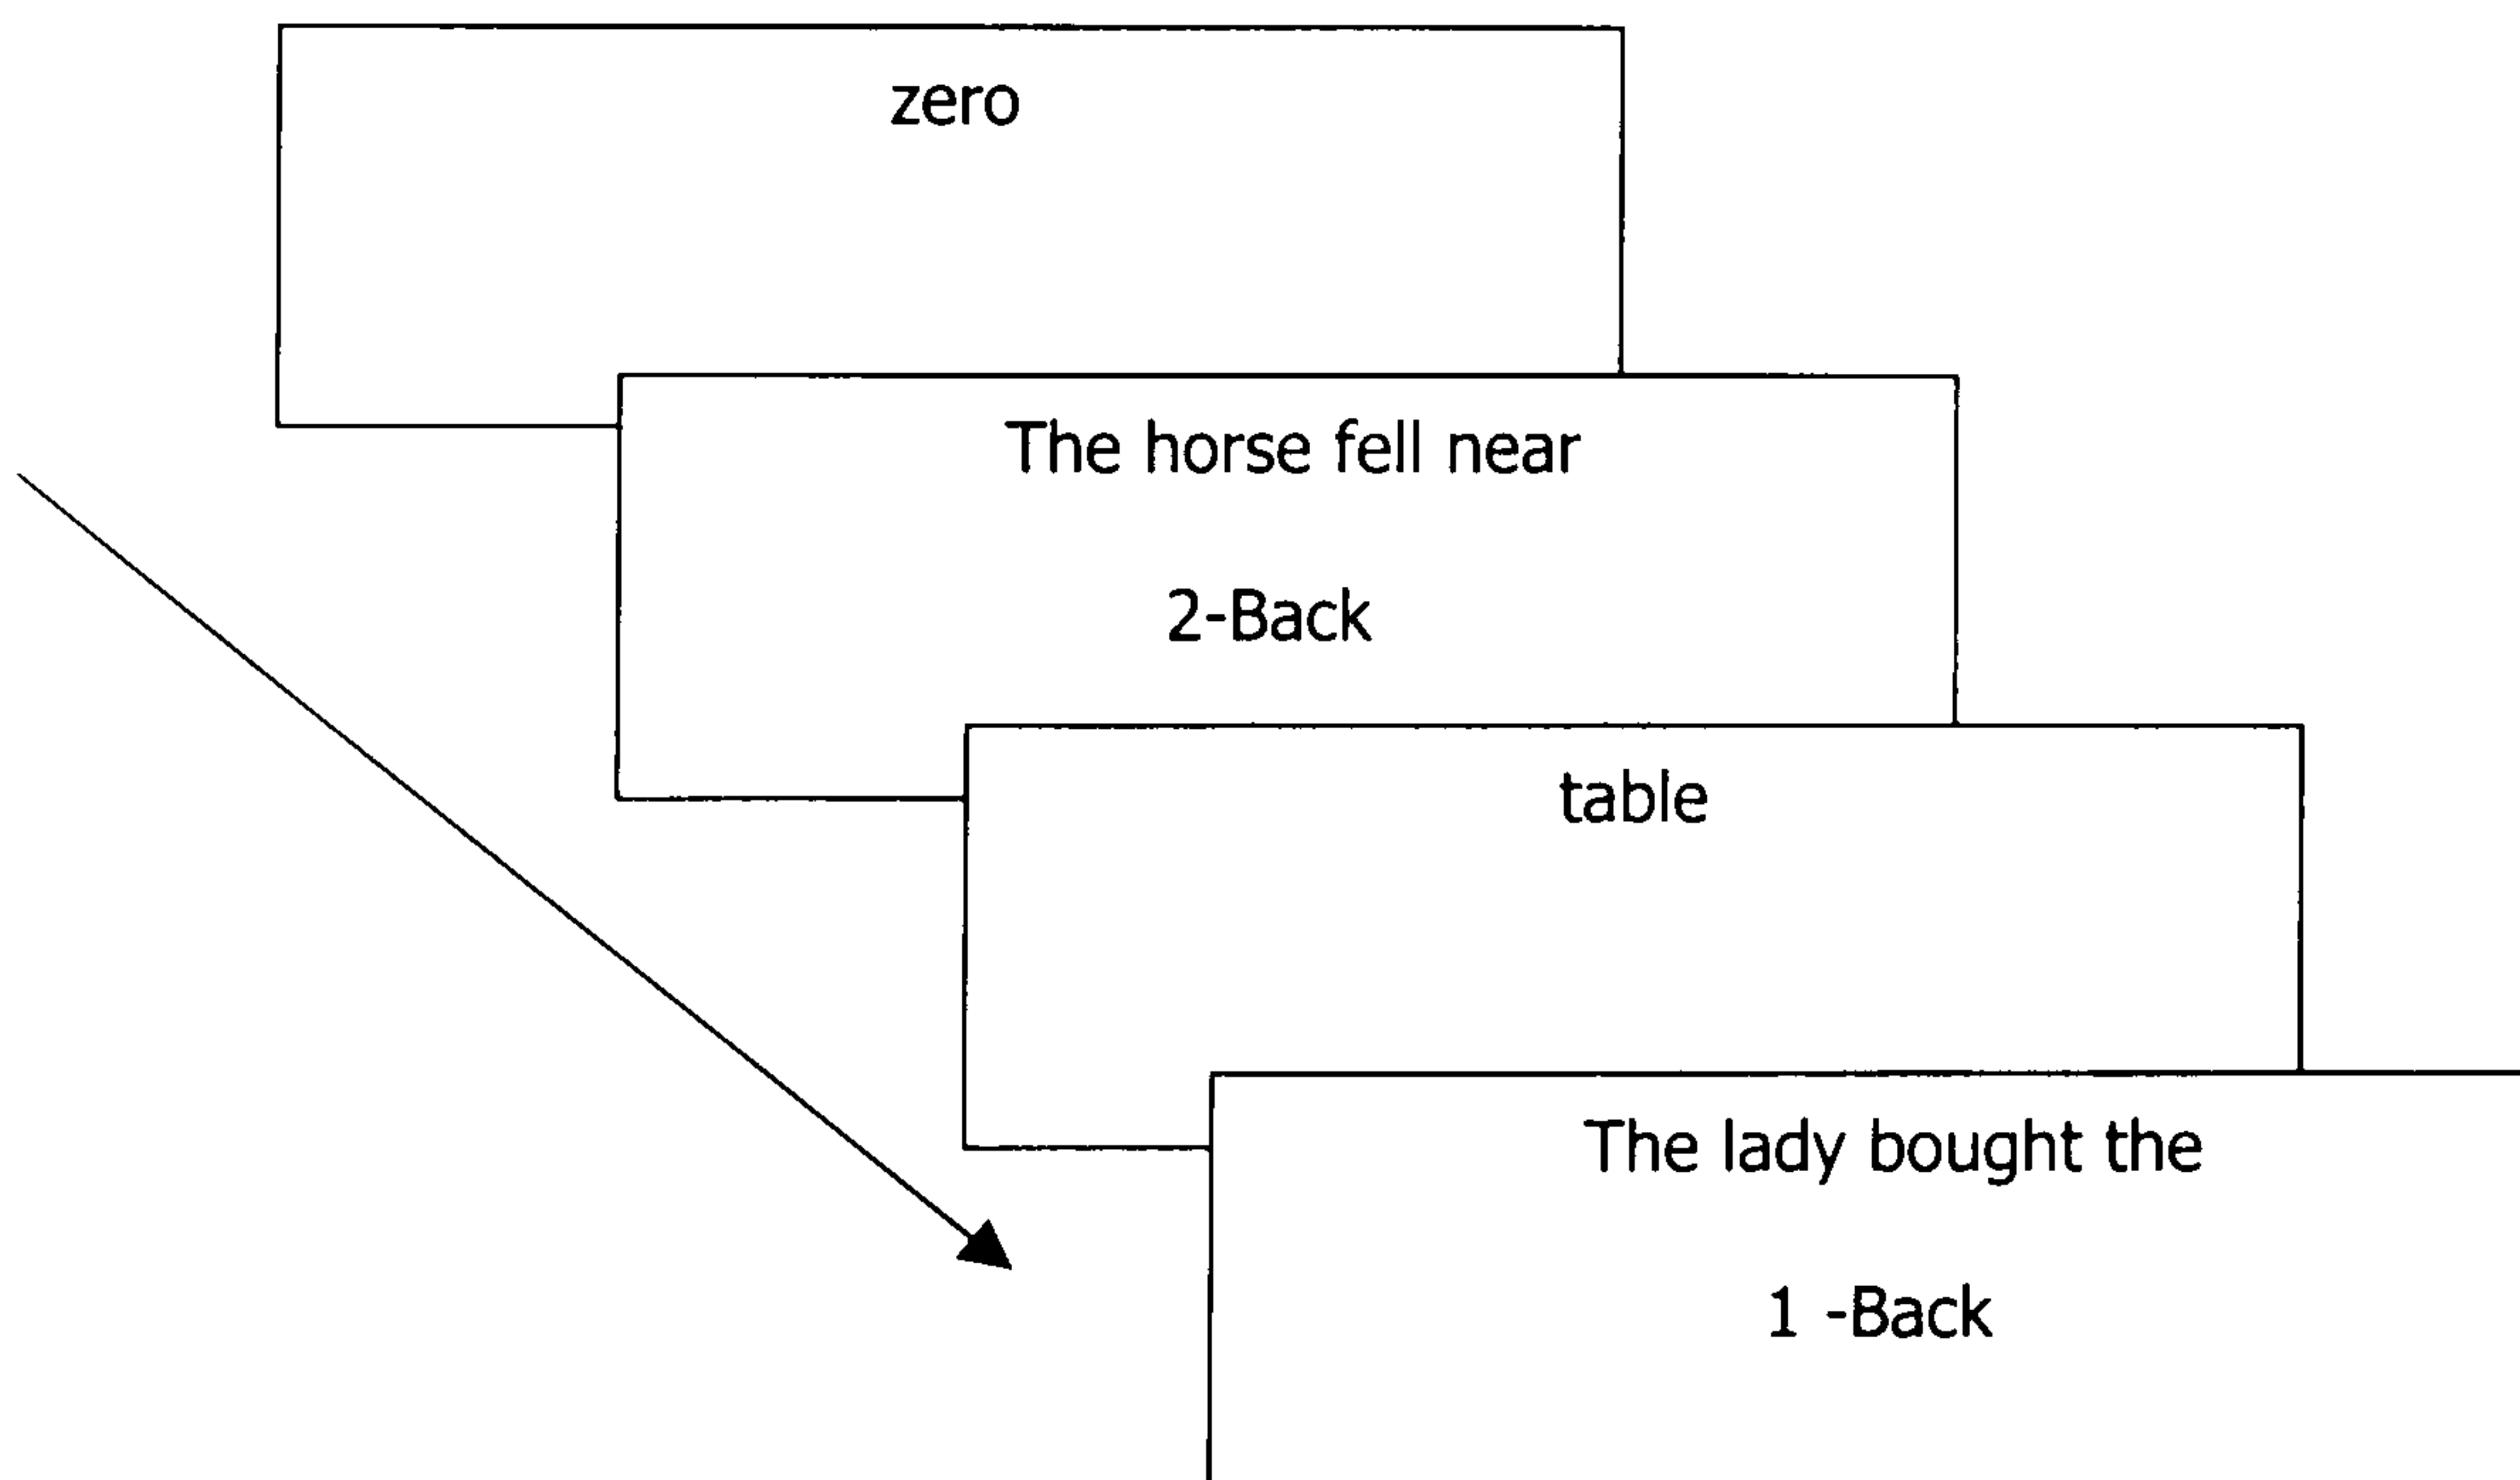 zero
The horse fell near
2-Back
table
The lady bought the
1 -Back